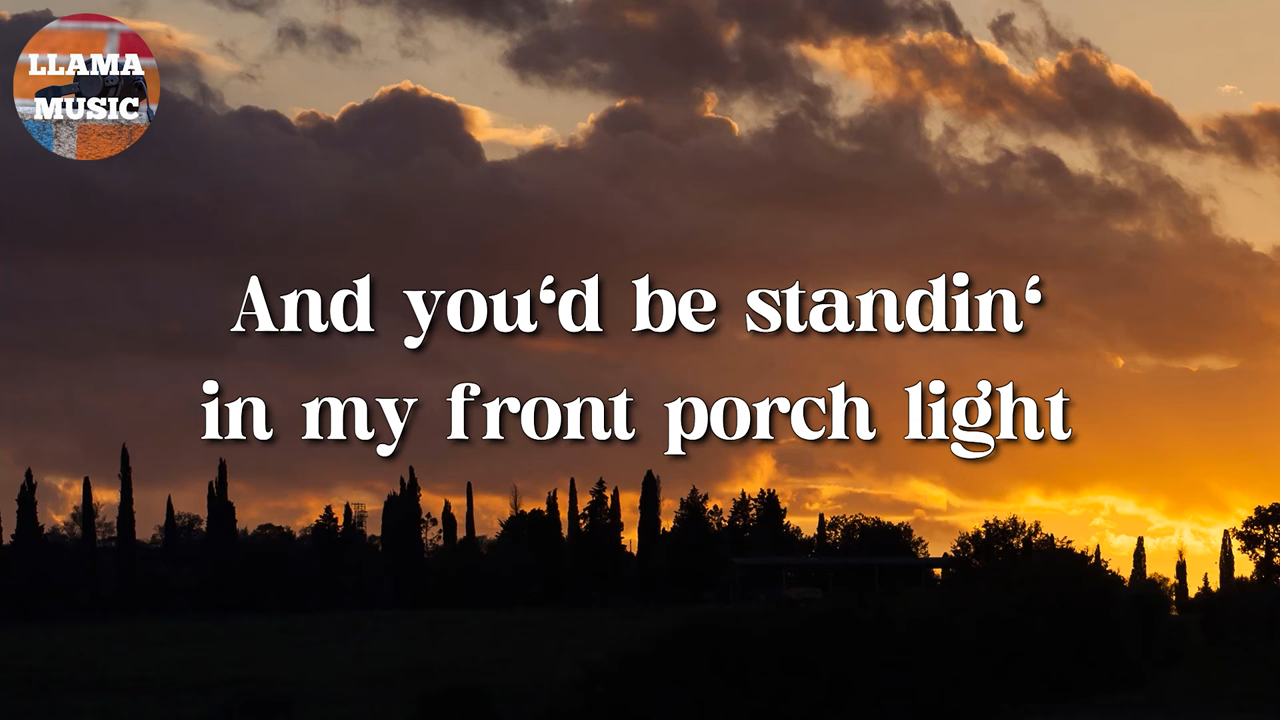 LLAMA
MUSIC
And you‘d be standin‘
in my front porch light